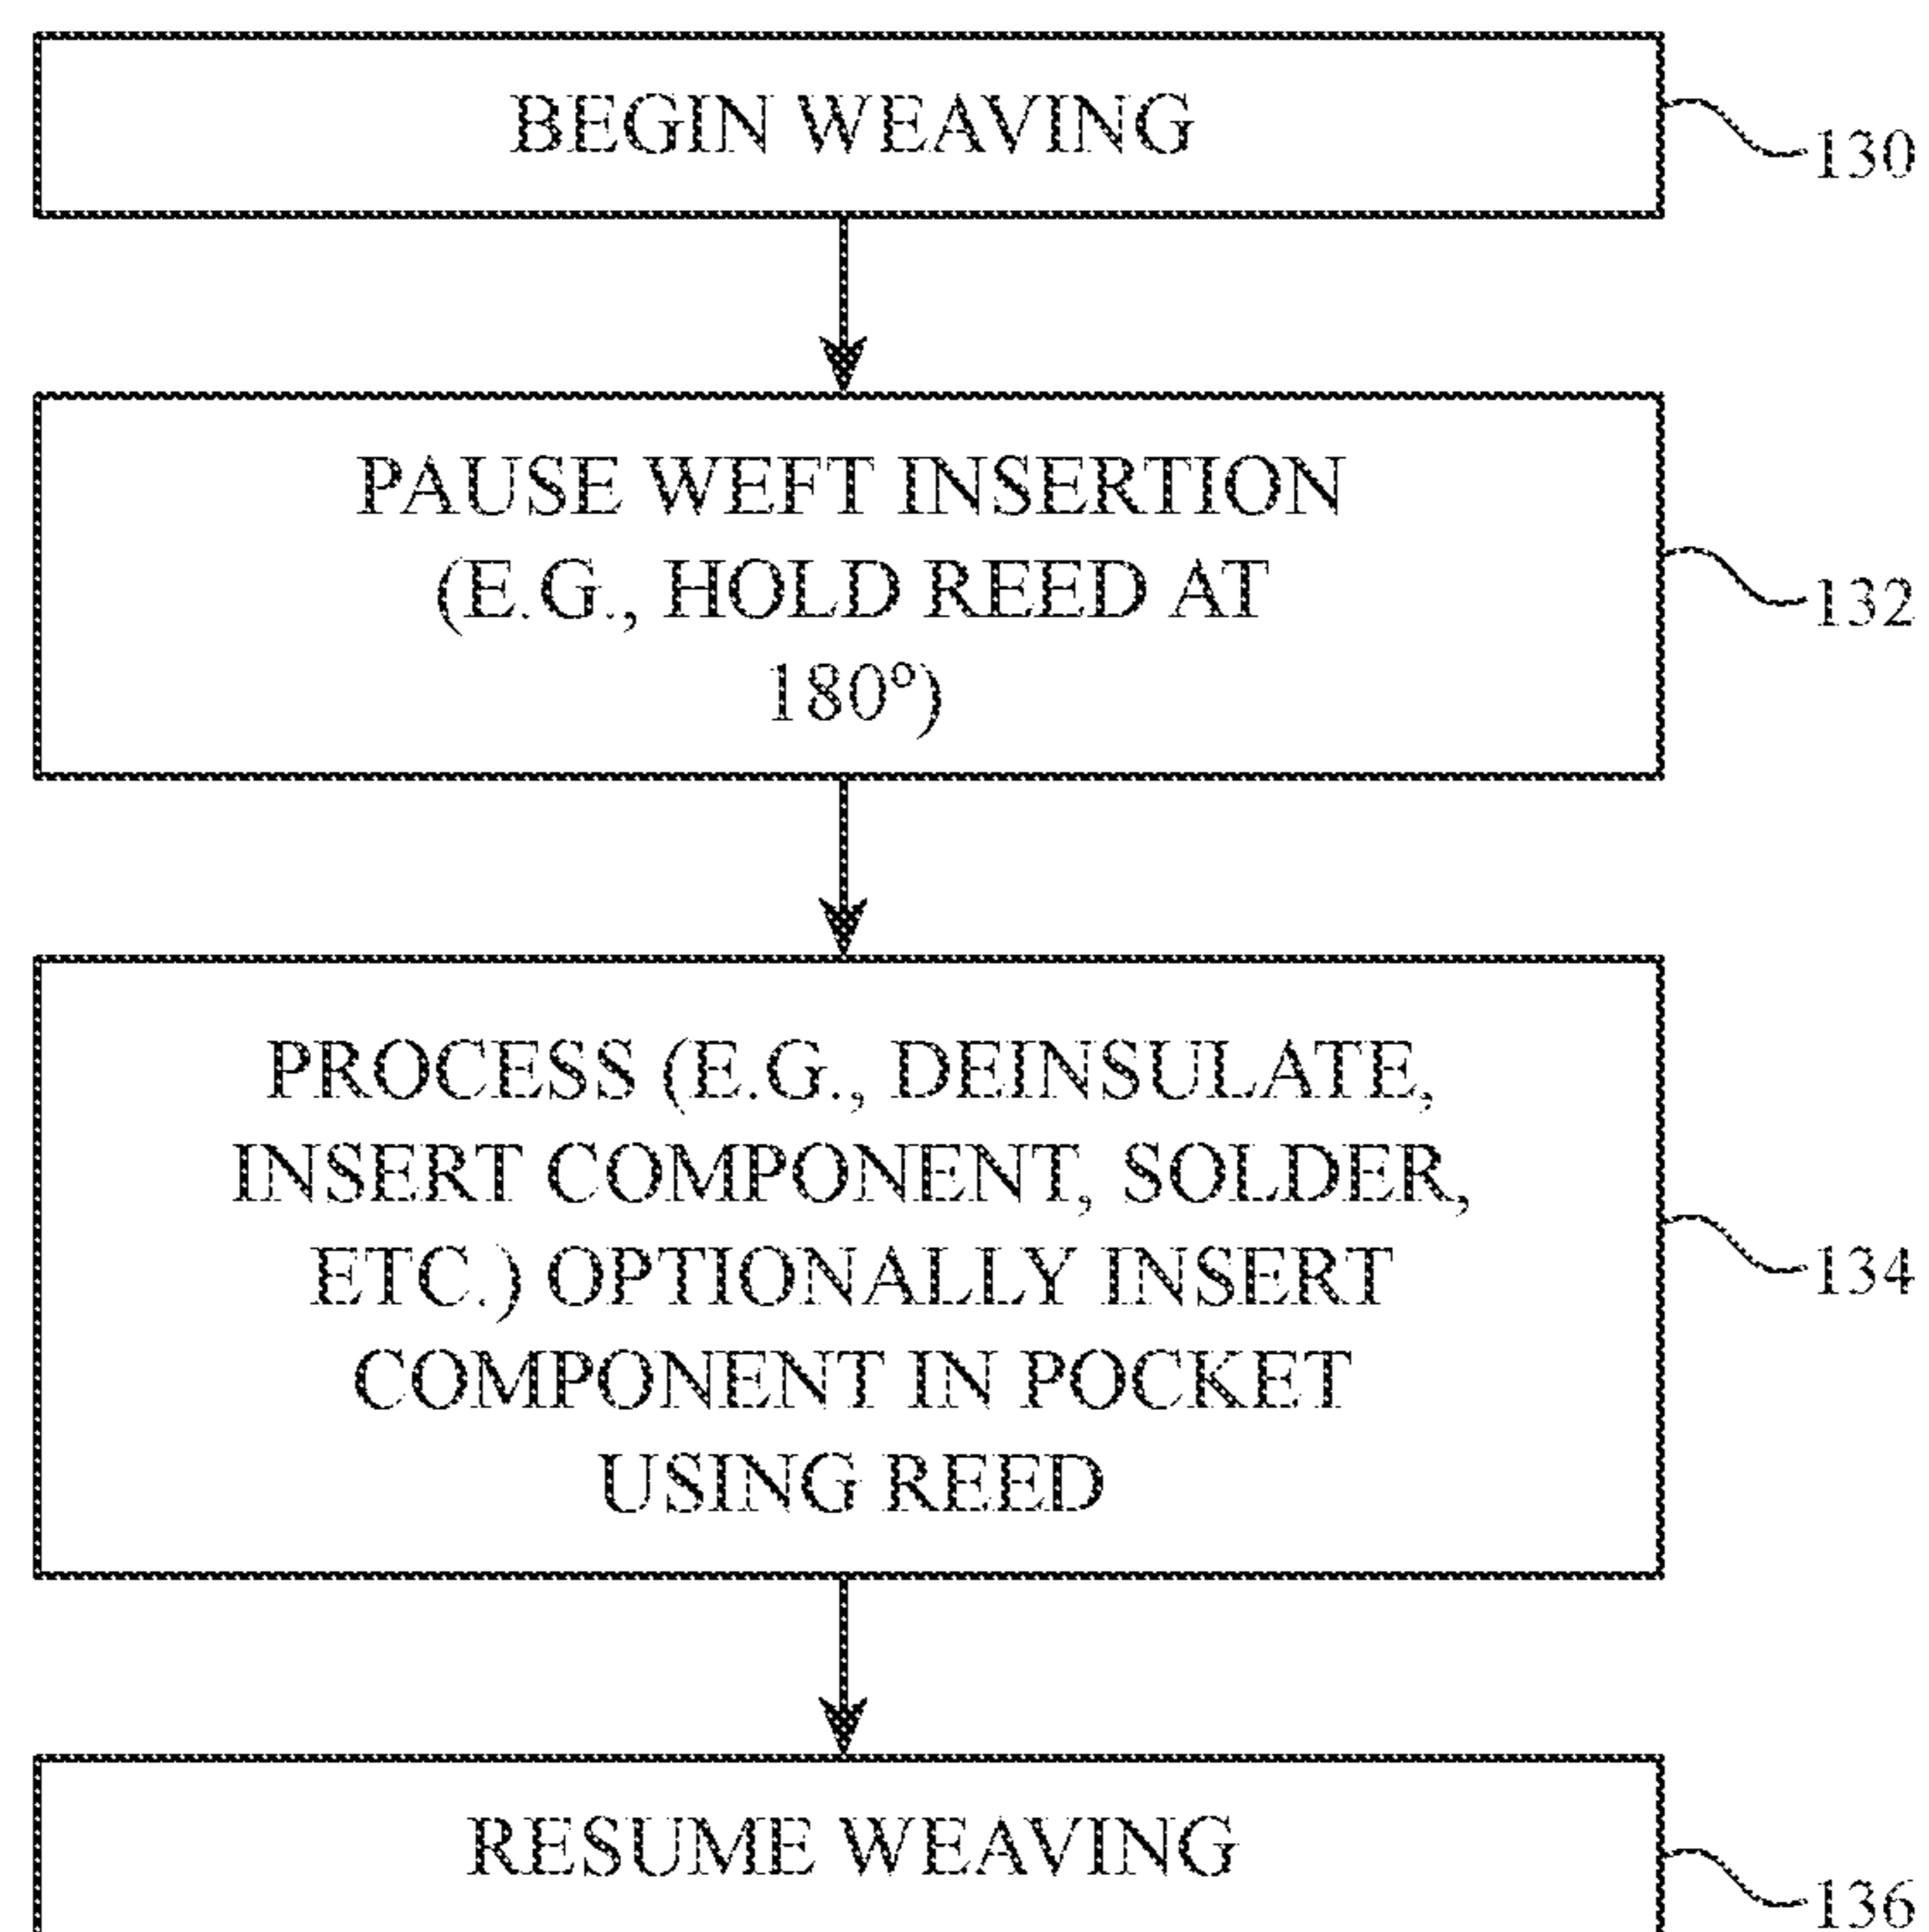 BEGIN WEAVING
130
PAUSE WEFT INSERTION
(E.G., HOLD REED AT
180°)
132
PROCESS (E.G., DEINSULATE,
INSERT COMPONENT, SOLDER,
ETC.) OPTIONALLY INSERT
COMPONENT IN POCKET
USING REED
134
RESUME WEAVING
136